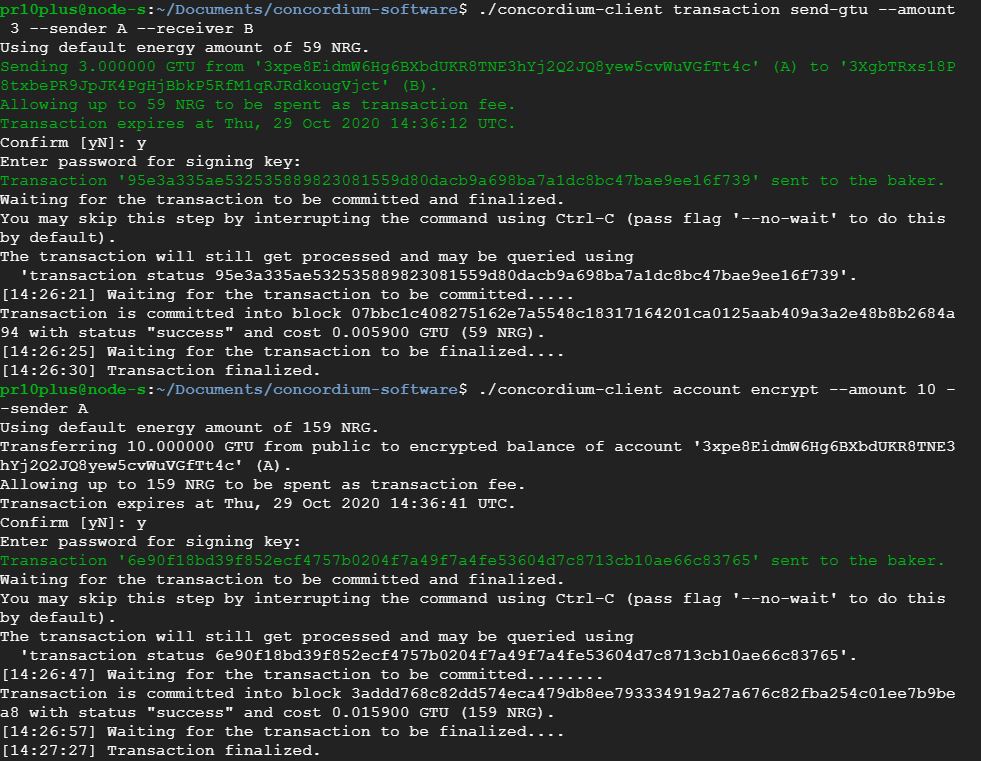 pr10plus@node-s:~/Documents/concordium-software$ ./concordium-client transaction send-gtu --amount
 3 --sender A --receiver B
Using default energy amount of 59 NRG.
Sending 3.000000 GTU from '3xpe8EidmW6Hg6BXbdUKR8TNE3hYj2Q2JQ8yew5cvWuVGfTt4c' (A) to '3XgbTRxs18P
8txbePR9JpJK4PgHjBbkP5RfM1qRJRdkougVjct' (B).
Allowing up to 59 NRG to be spent as transaction fee.
Transaction expires at Thu, 29 Oct 2020 14:36:12 UTC.
Confirm [yN]: y
Enter password for signing key:
Transaction '95e3a335ae532535889823081559d80dacb9a698ba7a1dc8bc47bae9ee16f739' sent to the baker.
Waiting for the transaction to be committed and finalized.
You may skip this step by interrupting the command using Ctrl-C (pass flag '--no-wait' to do this
by default).
The transaction will still get processed and may be queried using
  'transaction status 95e3a335ae532535889823081559d80dacb9a698ba7a1dc8bc47bae9ee16f739'.
[14:26:21] Waiting for the transaction to be committed.....
Transaction is committed into block 07bbc1c408275162e7a5548c18317164201ca0125aab409a3a2e48b8b2684a
94 with status "success" and cost 0.005900 GTU (59 NRG).
[14:26:25] Waiting for the transaction to be finalized....
[14:26:30] Transaction finalized.
pr10plus@node-s:~/Documents/concordium-software$ ./concordium-client account encrypt --amount 10 -
-sender A
Using default energy amount of 159 NRG.
Transferring 10.000000 GTU from public to encrypted balance of account '3xpe8EidmW6Hg6BXbdUKR8TNE3
hYj2Q2JQ8yew5cvWuVGfTt4c' (A).
Allowing up to 159 NRG to be spent as transaction fee.
Transaction expires at Thu, 29 Oct 2020 14:36:41 UTC.
Confirm [yN]: y
Enter password for signing key:
Transaction '6e90f18bd39f852ecf4757b0204f7a49f7a4fe53604d7c8713cb10ae66c83765' sent to the baker.
Waiting for the transaction to be committed and finalized.
You may skip this step by interrupting the command using Ctrl-C (pass flag '--no-wait' to do this
by default).
The transaction will still get processed and may be queried using
  'transaction status 6e90f18bd39f852ecf4757b0204f7a49f7a4fe53604d7c8713cb10ae66c83765'.
[14:26:47] Waiting for the transaction to be committed........
Transaction is committed into block 3addd768c82dd574eca479db8ee793334919a27a676c82fba254c01ee7b9be
a8 with status "success" and cost 0.015900 GTU (159 NRG).
[14:26:57] Waiting for the transaction to be finalized....
[14:27:27] Transaction finalized.